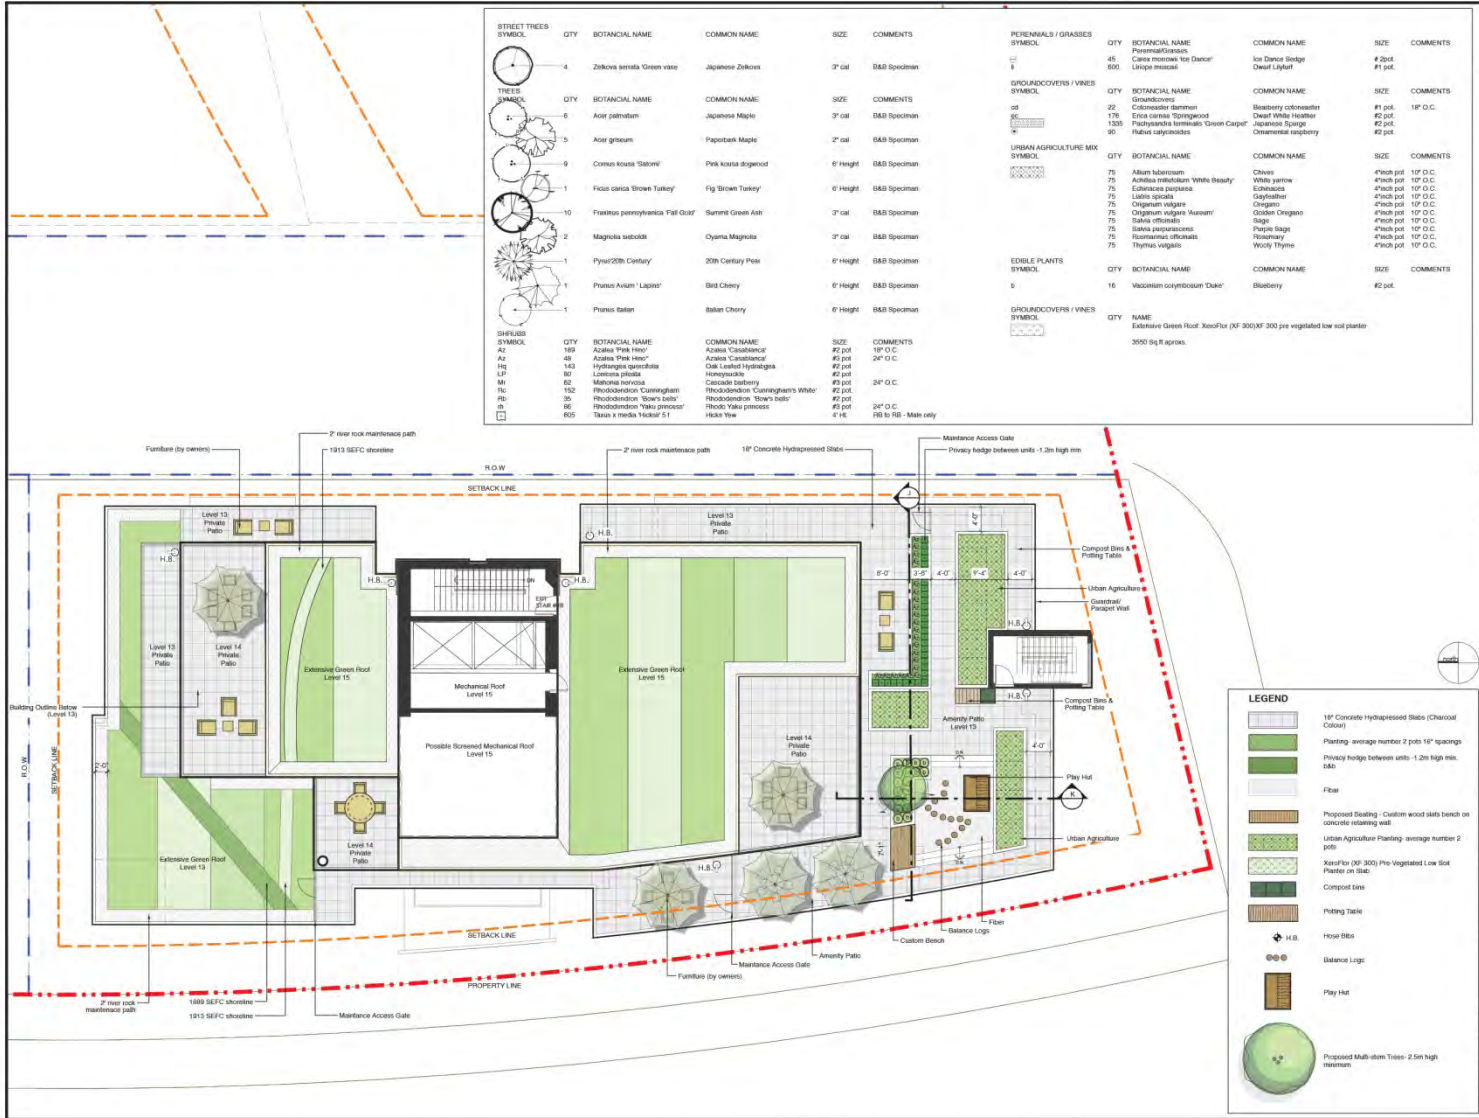 STREET TREES
SYMBOL QTY BOTANCIAL NAME COMMON NAME SIZE COMMENTS
4 Zelkova serrata 'Green vase Japanese Zelkova 3" cal B&B Speciman
TREES
SYMBOL QTY BOTANCIAL NAME COMMON NAME SIZE COMMENTS
6 Acer palmatum Japanese Maple 3" cal B&B Speciman
5 Acer griseum Paperbark Maple 2" cal B&B Speciman
9 Cornus kousa 'Satomi' Pink kousa dogwood 6' Height B&B Speciman
1 Ficus carica 'Brown Turkey' Fig 'Brown Turkey' 6' Height B&B Speciman
10 Fraxinus pennsylvanica 'Fall Gold' Summit Green Ash 3" cal B&B Speciman
2 Magnolia sieboldii Oyama Magnolia 3" cal B&B Speciman
1 Pyrus'20th Century' 20th Century Pear 6' Height B&B Speciman
1 Prunus Avium 'Lapins' Bird Cherry 6' Height B&B Speciman
1 Prunus Italian Italian Cherry 6' Height B&B Speciman
SHRUBS
SYMBOL QTY BOTANCIAL NAME COMMON NAME SIZE COMMENTS
Az 189 Azalea 'Pink Hino' Azalea 'Casablanca' #2 pot 18" O.C.
Az 48 Azalea 'Pink Hino' Azalea 'Casablanca' #3 pot 24" O.C.
Hq 143 Hydrangea quercifolia Oak Leafed Hydrangea #2 pot
LP 80 Lonicera pileata Honeysuckle #2 pot
Mr 62 Mahonia nervosa Cascade barberry #3 pot 24" O.C.
Rc 152 Rhododendron 'Cunningham Rhododendron 'Cunningham's White' #2 pot
Rb 35 Rhododendron 'Bow's bells' Rhododendron 'Bow's bells' #2 pot
rh 86 Rhododendron 'Yaku princess' Rhodo Yaku princess #3 pot 24" O.C.
605 Taxus x media 'Hicksii' 5 f Hicks Yew 4' Ht. RB to RB - Male only
PERENNIALS / GRASSES
SYMBOL QTY BOTANCIAL NAME COMMON NAME SIZE COMMENTS
Perennial/Grasses
45 Carex morrowii 'Ice Dance' Ice Dance Sedge # 2pot.
600 Liriope muscari Dwarf Lilyturf #1 pot.
GROUNDCOVERS / VINES
SYMBOL QTY BOTANCIAL NAME COMMON NAME SIZE COMMENTS
Groundcovers
cd 22 Cotoneaster dammeri Bearberry cotoneaster #1 pot. 18" O.C.
ec 176 Erica carnea 'Springwood Dwarf White Heather #2 pot.
1335 Pachysandra terminalis 'Green Carpet' Japanese Spurge #2 pot.
90 Rubus calycinoides Ornamental raspberry #2 pot
URBAN AGRICULTURE MIX
SYMBOL QTY BOTANCIAL NAME COMMON NAME SIZE COMMENTS
75 Allium tuberosum Chives 4"inch pot 10" O.C.
75 Achillea millefolium 'White Beauty' White yarrow 4"inch pot 10" O.C.
75 Echinacea purpurea Echinacea 4"inch pot 10" O.C.
75 Liatris spicata Gayfeather 4"inch pot 10" O.C.
75 Origanum vulgare Oregano 4"inch pot 10" O.C.
75 Origanum vulgare 'Aureum' Golden Oregano 4"inch pot 10" O.C.
75 Salvia officinalis Sage 4"inch pot 10" O.C.
75 Salvia purpurascens Purple Sage 4"inch pot 10" O.C.
75 Rosmarinus officinalis Rosemary 4"inch pot 10" O.C.
75 Thymus vulgaris Wooly Thyme 4"inch pot 10" O.C.
EDIBLE PLANTS
SYMBOL QTY BOTANCIAL NAME COMMON NAME SIZE COMMENTS
b 16 Vaccinium corymbosum 'Duke' Blueberry #2 pot.
GROUNDCOVERS / VINES
SYMBOL QTY NAME
Extensive Green Roof: XeroFlor (XF 300)XF 300 pre vegetated low soil planter
3550 Sq.ft aproxs.
2' river rock maintenace path
Furniture (by owners)
1913 SEFC shoreline
2' river rock maintenace path
18" Concrete Hydrapressed Slabs
Maintance Access Gate
Privacy hedge between units -1.2m high mm
R.O.W
SETBACK LINE
Level 13
Private
Patio
Level 13
Private
Patio
J
4'-0"
H.B.
H.B.
H.B.
H.B.
Compost Bins &
Potting Table
8'-0" 3'-6" 4'-0" 9'-4" 4'-0"
DN
EXIT
Urban Agriculture
Guardrail/
Parapet Wall
H.B.
Level 13
Private
Patio
Level 14
Private
Patio
Extensive Green Roof
Level 15
Mechanical Roof
Level 15
Extensive Green Roof
Level 15
H.B.
Compost Bins &
Potting Table
Building Outline Below
(Level 13)
Amenity Patio
Level 13
Possible Screened Mechanical Roof
Level 15
Level 14
Private
Patio
4'-0"
R.O.W
SETBACK LINE
2'-0"
Play Hut
K
north
Urban Agriculture
Extensive Green Roof
Level 13
Level 14
Private
Patio
H.B.
SETBACK LINE
Fiber
Balance Logs
Custom Bench
Amenity Patio
Maintance Access Gate
Furniture (by owners)
PROPERTY LINE
2' river rock
maintenace path
1889 SEFC shoreline
1913 SEFC shoreline
Maintance Access Gate
LEGEND
18" Concrete Hydrapressed Slabs (Charcoal
Colour)
Planting- average number 2 pots 16" spacings
Privacy hedge between units -1.2m high min.
b&b
Fibar
Proposed Seating - Custom wood slats bench on
concrete retaining wall
Urban Agriculture Planting- average number 2
pots
XeroFlor (XF 300) Pre-Vegetated Low Soil
Planter on Slab
Compost bins
Potting Table
H.B. Hose Bibs
Balance Logs
Play Hut
Proposed Multi-stem Trees- 2.5m high
minimum